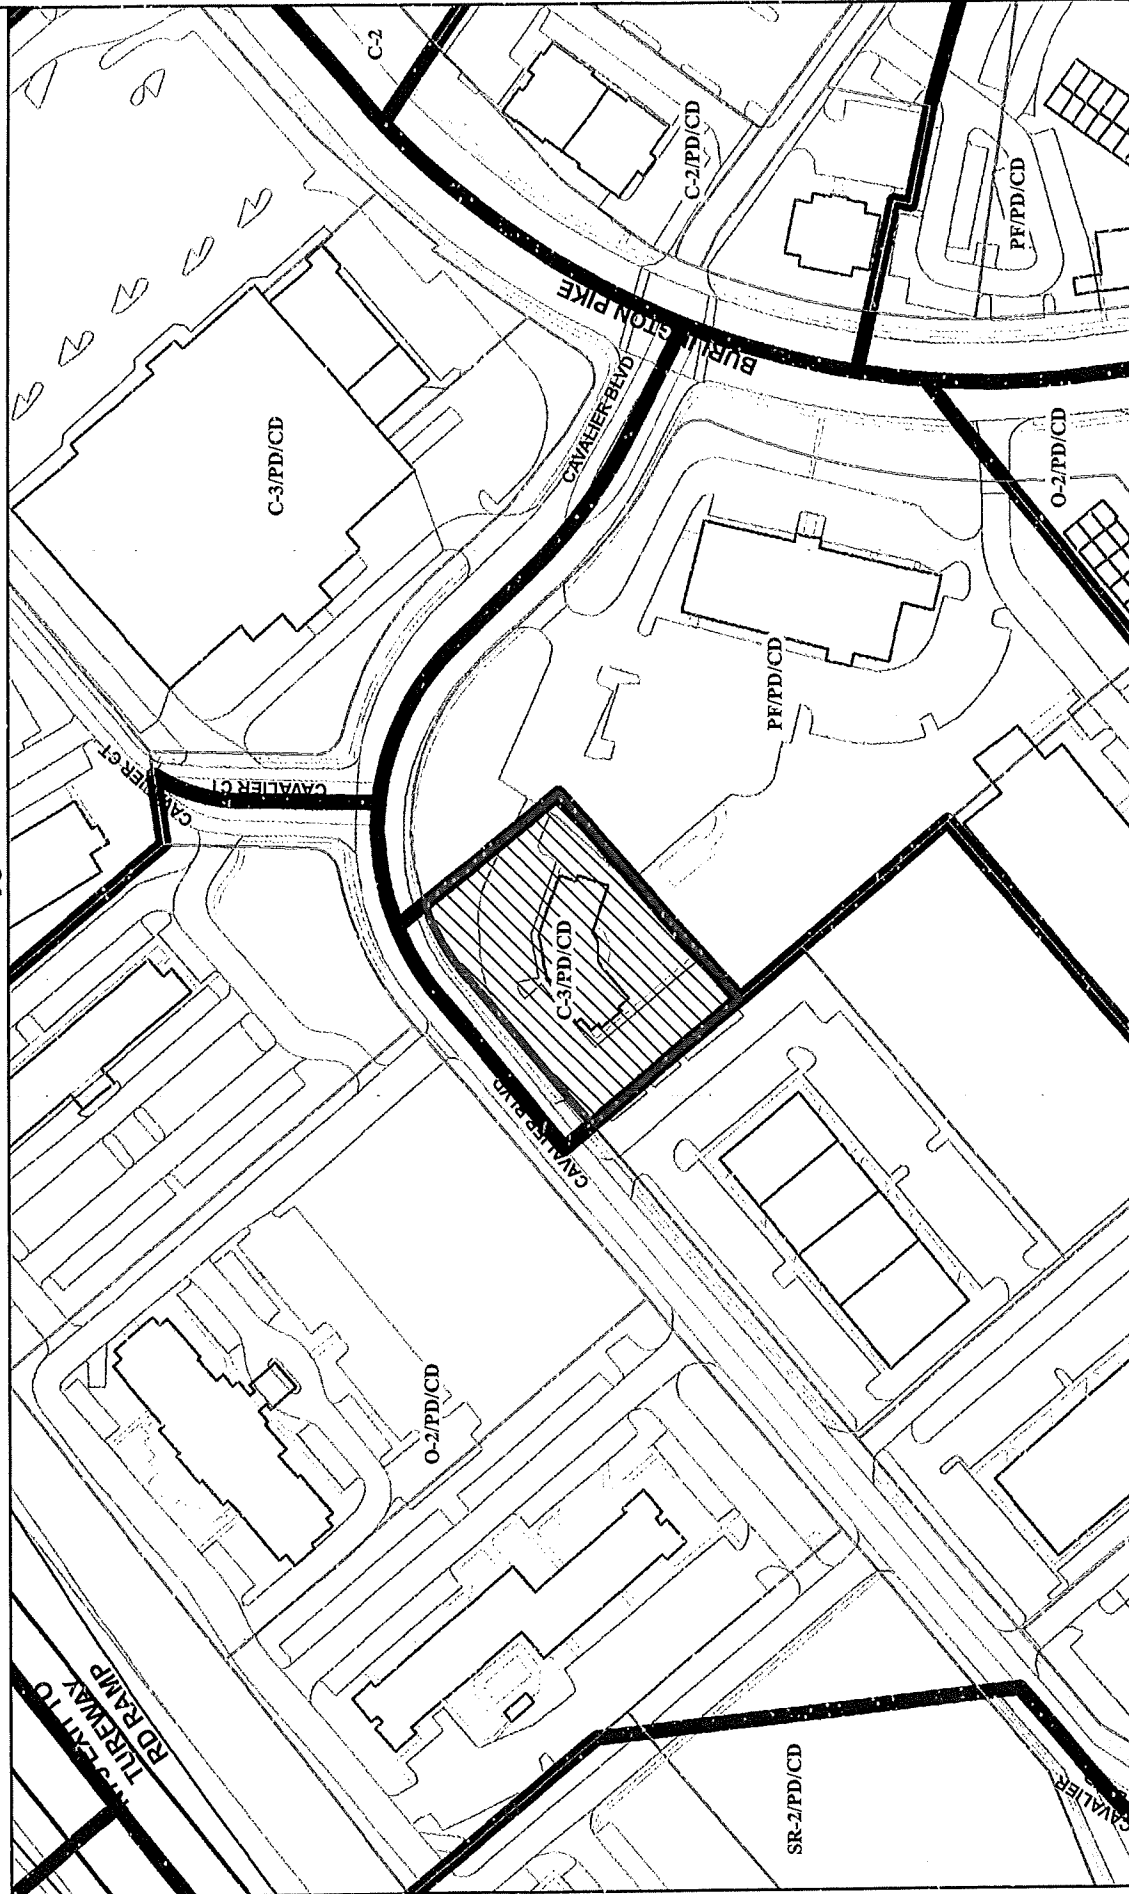 C-2
C-2/PD/CD
PF/PD/CD
BURLINGTON PIKE
CAVALIER BLVD
C-3/PD/CD
O-2/PD/CD
PF/PD/CD
CAVALIER CT
CAVALIER CT
C-3/PD/CD
CAVALIER BLVD
CAVALIER BLVD
O-2/PD/CD
RD RAMP
SR-2/PD/CD
CAVALIER